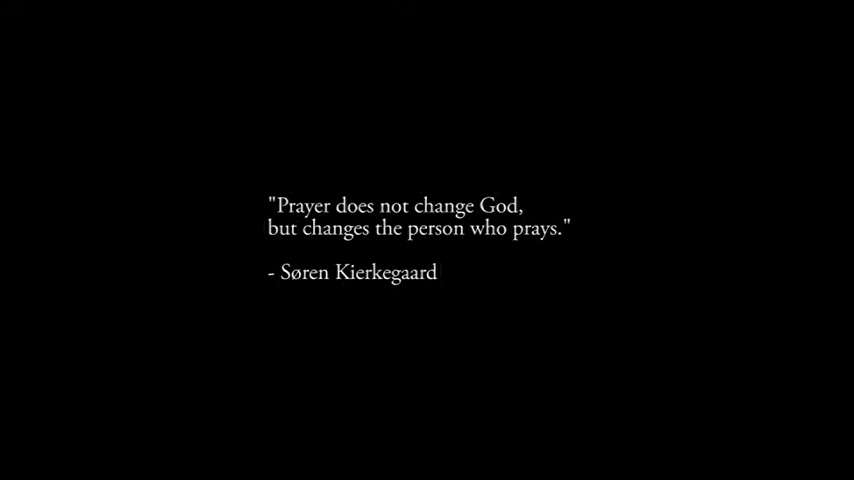 "Prayer does not change God,
but changes the person who prays."
- Søren Kierkegaard